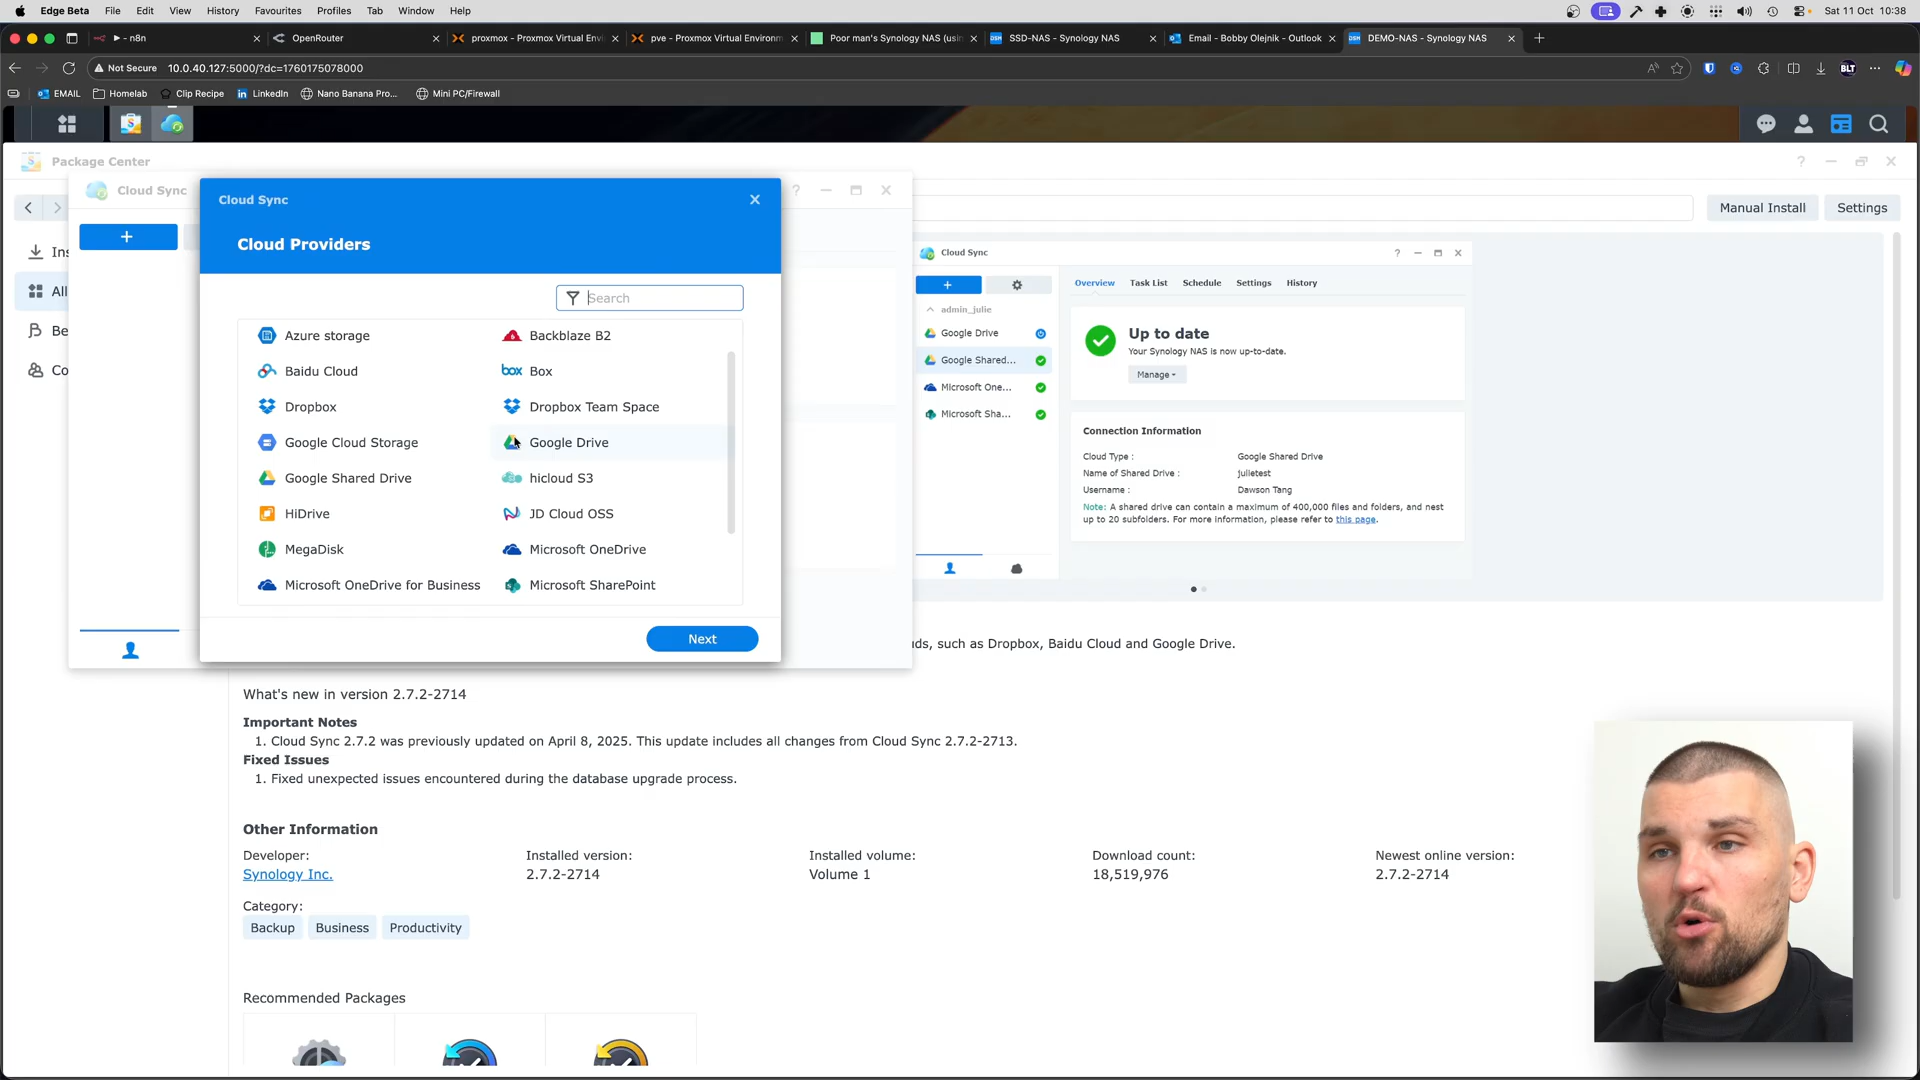 Edge Beta File Edit View History Favourites Profiles Tab Window Help Sat 11 Oct 10:38
- n8n OpenRouter proxmox - Proxmox Virtual Envi pve - Proxmox Virtual Environm Poor man's Synology NAS (usin SSD-NAS - Synology NAS Email - Bobby Olejnik - Outlook DEMO-NAS - Synology NAS
Not Secure 10.0.40.127:5000/?dc=1760175078000 BLT
EMAIL Homelab Clip Recipe LinkedIn Nano Banana Pro... Mini PC/Firewall
Package Center
Cloud Sync
Manual Install Settings
Ins
All
Be
Co
Cloud Sync
Cloud Providers
Search
Azure storage Backblaze B2
Baidu Cloud box Box
Dropbox Dropbox Team Space
Google Cloud Storage Google Drive
Google Shared Drive hicloud S3
HiDrive JD Cloud OSS
MegaDisk Microsoft OneDrive
Microsoft OneDrive for Business Microsoft SharePoint
Next
Cloud Sync
Overview Task List Schedule Settings History
admin_julie
Google Drive
Google Shared...
Microsoft One...
Microsoft Sha...
Up to date
Your Synology NAS is now up-to-date.
Manage
Connection Information
Cloud Type : Google Shared Drive
Name of Shared Drive : julietest
Username : Dawson Tang
Note: A shared drive can contain a maximum of 400,000 files and folders, and nest
up to 20 subfolders. For more information, please refer to this page.
uds, such as Dropbox, Baidu Cloud and Google Drive.
What's new in version 2.7.2-2714
Important Notes
1. Cloud Sync 2.7.2 was previously updated on April 8, 2025. This update includes all changes from Cloud Sync 2.7.2-2713.
Fixed Issues
1. Fixed unexpected issues encountered during the database upgrade process.
Other Information
Developer: Installed version: Installed volume: Download count: Newest online version:
Synology Inc. 2.7.2-2714 Volume 1 18,519,976 2.7.2-2714
Category:
Backup Business Productivity
Recommended Packages